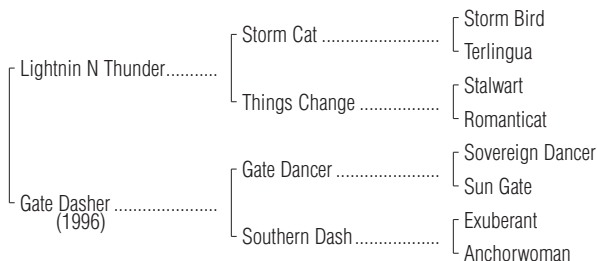 Storm Bird
Storm Cat ........................
Terlingua
Lightnin N Thunder...........
Stalwart
Things Change ................
Romanticat
Sovereign Dancer
Gate Dancer .....................
Sun Gate
Gate Dasher ......................
(1996)
Exuberant
Southern Dash.................
Anchorwoman